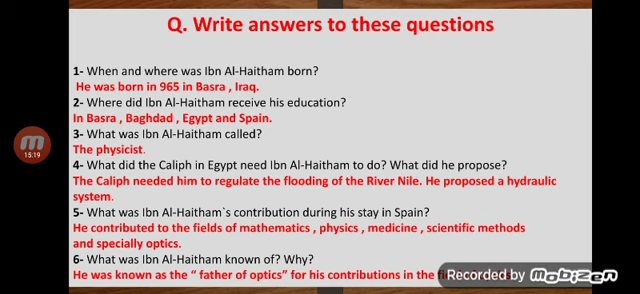 Q. Write answers to these questions
1- When and where was Ibn Al-Haitham born?
He was born in 965 in Basra , Iraq.
2- Where did Ibn Al-Haitham receive his education?
In Basra , Baghdad , Egypt and Spain.
3- What was Ibn Al-Haitham called?
The physicist.
4- What did the Caliph in Egypt need Ibn Al-Haitham to do? What did he propose?
The Caliph needed him to regulate the flooding of the River Nile. He proposed a hydraulic
system.
5- What was Ibn Al-Haitham`s contribution during his stay in Spain?
He contributed to the fields of mathematics , physics , medicine , scientific methods
and specially optics.
6- What was Ibn Al-Haitham known of? Why?
He was known as the “ father of optics” for his contributions in the
15:19
Recorded by Mobizen